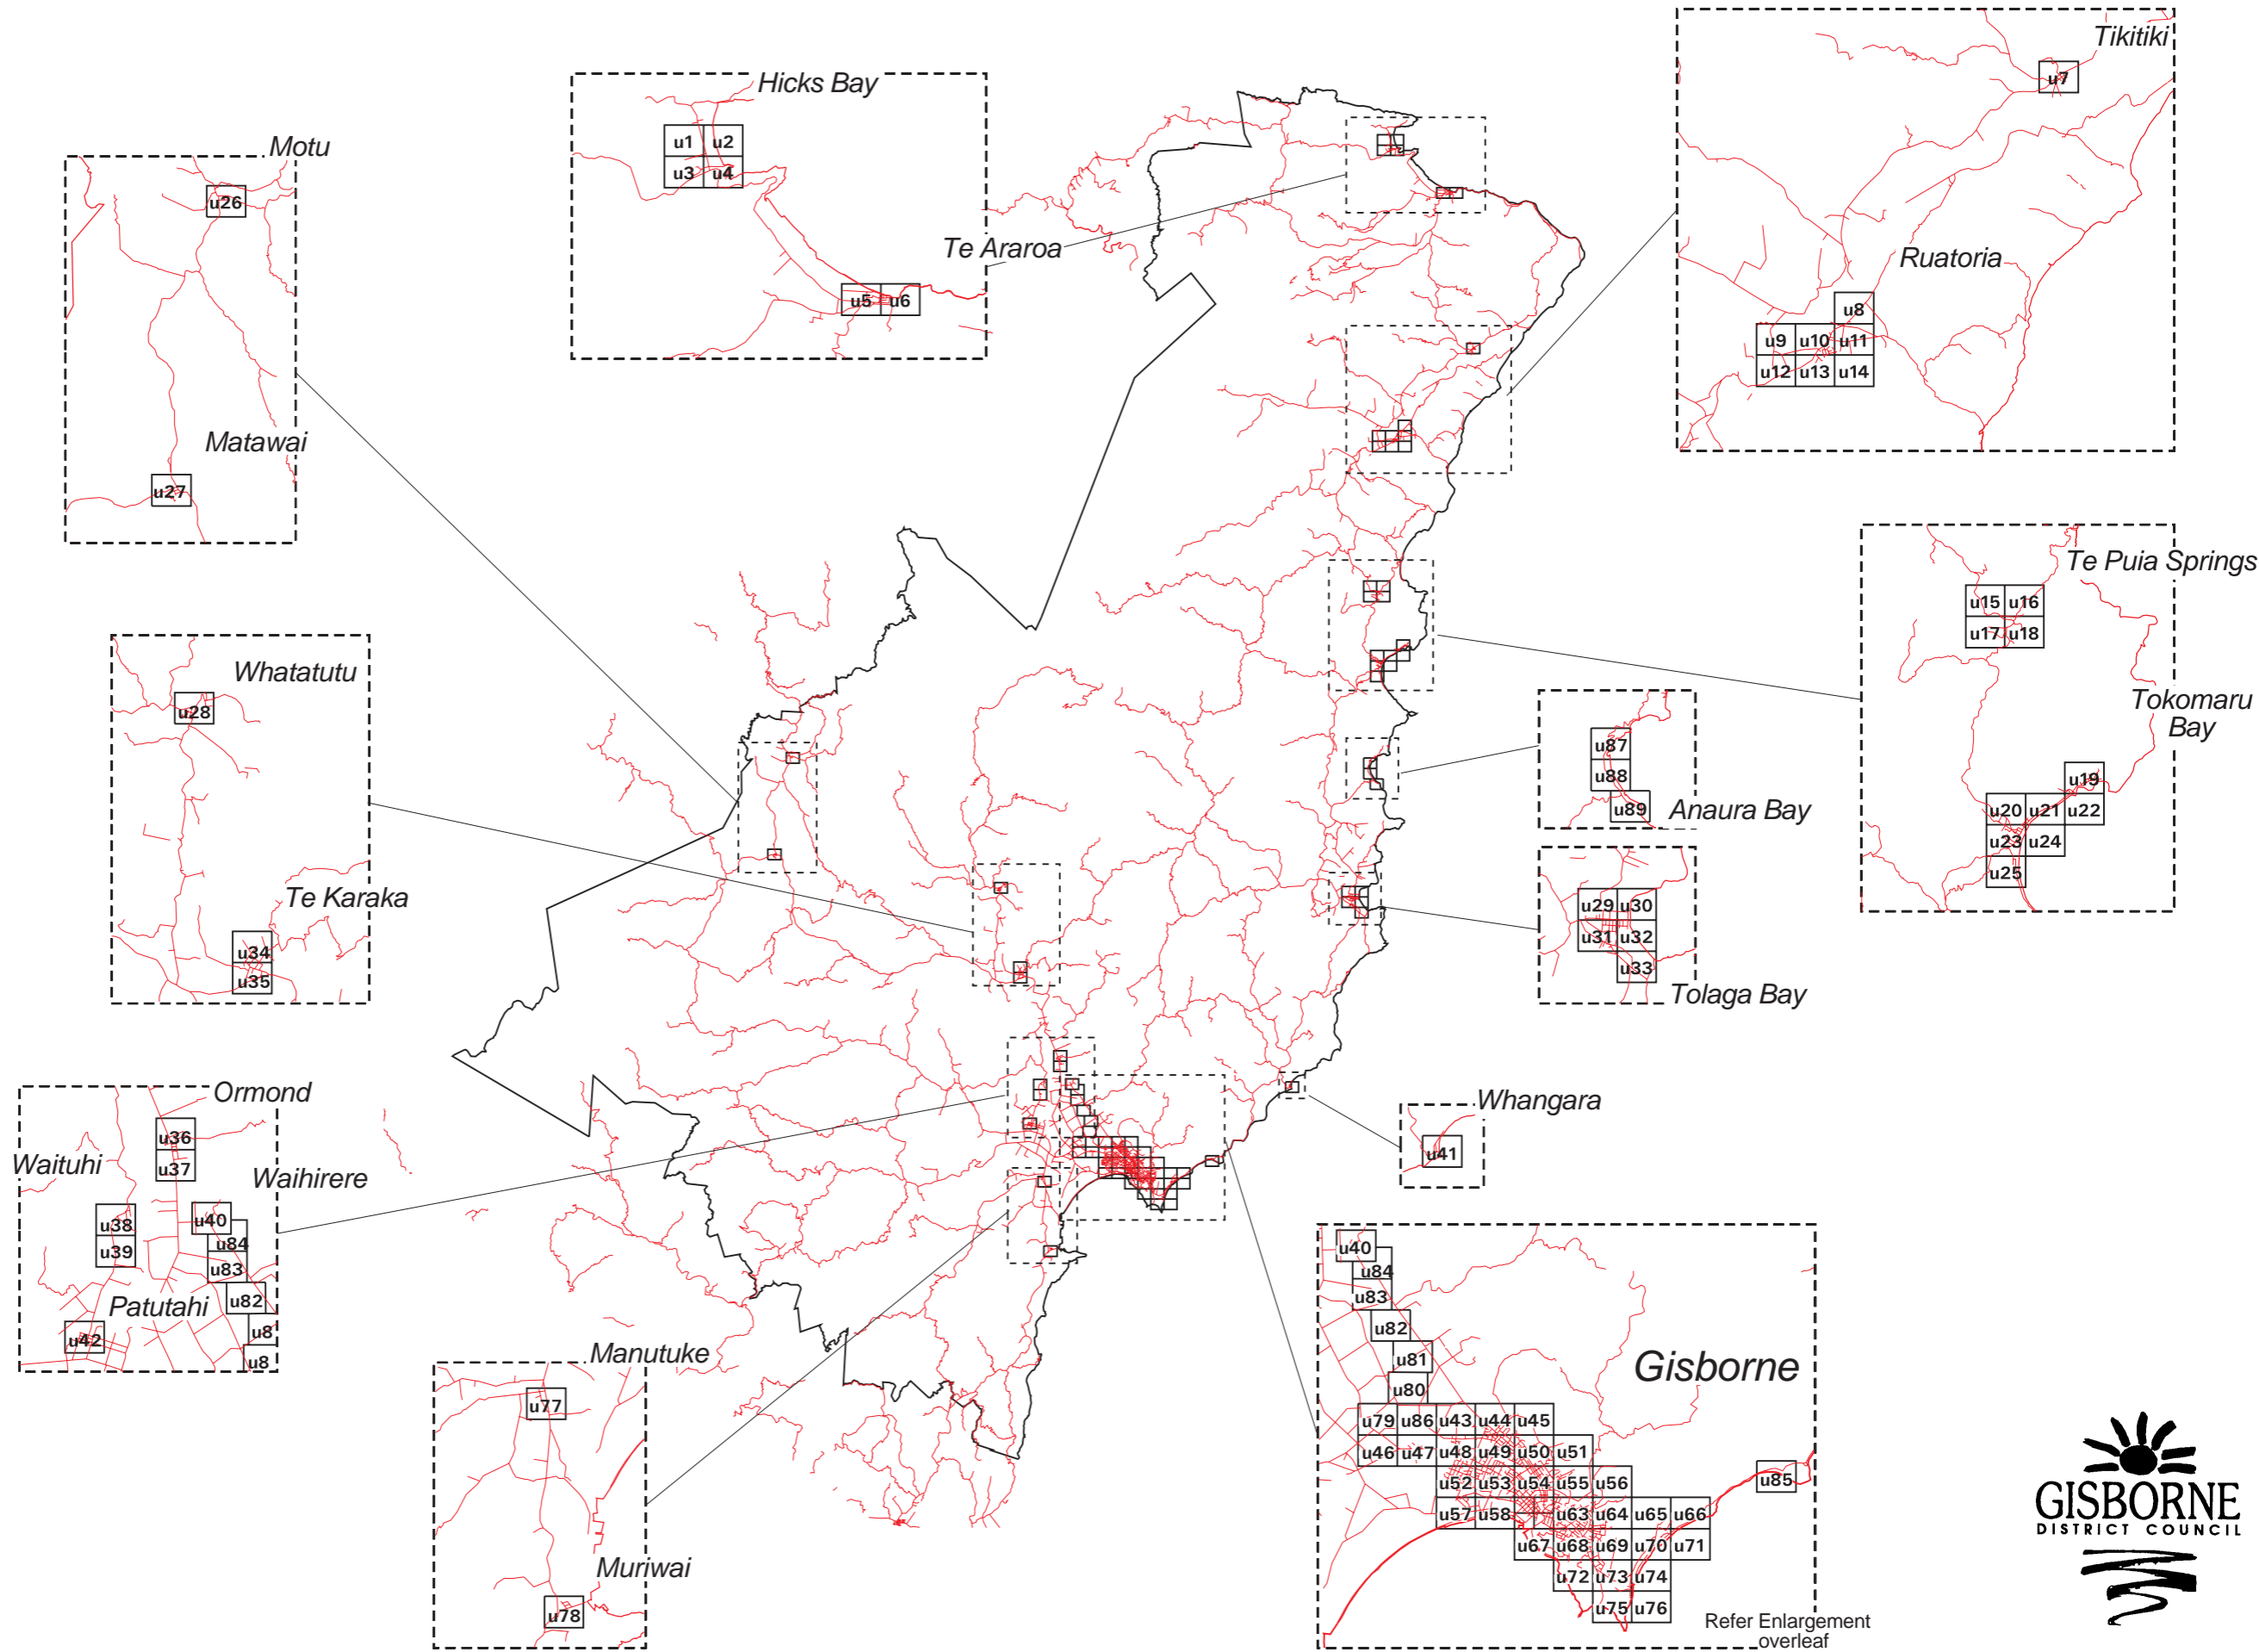 Motu
u26
Matawai
u27
Hicks Bay
u1 u2
u3 u4
Te Araroa
u5 u6
Tikitiki
u7
Ruatoria
u8
u9 u10 u11
u12 u13 u14
Whatatutu
u28
Te Karaka
u34
u35
Te Puia Springs
u15 u16
u17 u18
Tokomaru
Bay
u19
u20 u21 u22
u23 u24
u25
u87
u88
u89
Anaura Bay
u29 u30
u31 u32
u33
Tolaga Bay
Ormond
u36
u37
Waituhi
Waihirere
u38
u39
u40
u84
u83
u82
u8
u8
Patutahi
u42
Whangara
u41
Manutuke
u77
Muriwai
u78
u40
u84
u83
u82
u81
u80
Gisborne
u79 u86 u43 u44 u45
u46 u47 u48 u49 u50 u51
u52 u53 u54 u55 u56
u57 u58 u63 u64 u65 u66
u67 u68 u69 u70 u71
u72 u73 u74
u75 u76
u85
Refer Enlargement
overleaf
GISBORNE
DISTRICT COUNCIL